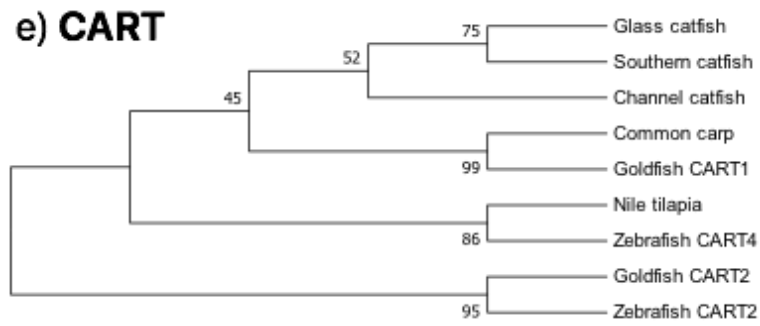 e) CART
75
Glass catfish
52
Southern catfish
45
Channel catfish
Common carp
99
Goldfish CART1
Nile tilapia
86
Zebrafish CART4
Goldfish CART2
95
Zebrafish CART2